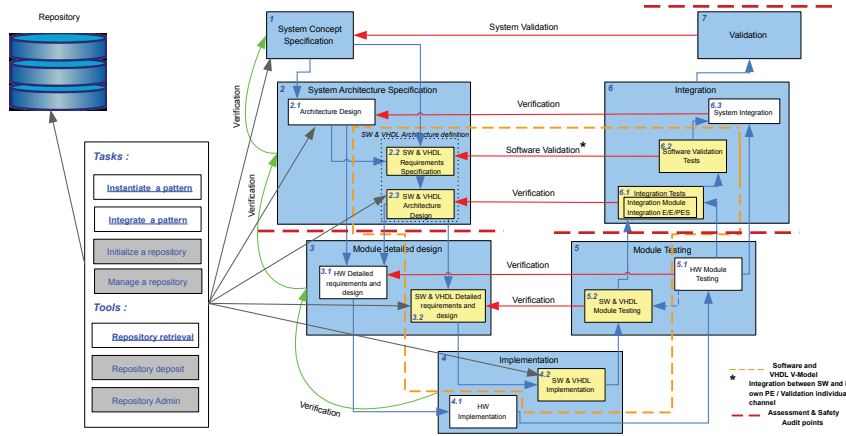 Repository
Tasks :
Instantiate a pattern
Integrate a pattern
Initialize a repository
Manage a repository
Tools :
Repository retrieval
Repository deposit
Repository Admin
1
System Concept
Specification
System Validation
7
Validation
Verification
Verification
Verification
2
System Architecture Specification
2.1
Architecture Design
SW & VHDL Architecture definition
2.2
SW & VHDL
Requirements
Specification
2.3
SW & VHDL
Architecture
Design
Verification
Software Validation*
Verification
6
Integration
6.3
System Integration
6.2
Software Validation
Tests
6.1
Integration Tests
Integration Module
Integration E/E/PES
3
Module detailed design
3.1
HW Detailed
requirements and
design
SW & VHDL Detailed
requirements and
design
3.2
Verification
Verification
5
Module Testing
5.1
HW Module
Testing
5.2
SW & VHDL
Module Testing
4
Implementation
4.2
SW & VHDL
Implementation
4.1
HW
Implementation
Software and
VHDL V-Model
*
Integration between SW and i
own PE / Validation individua
channel
Assessment & Safety
Audit points